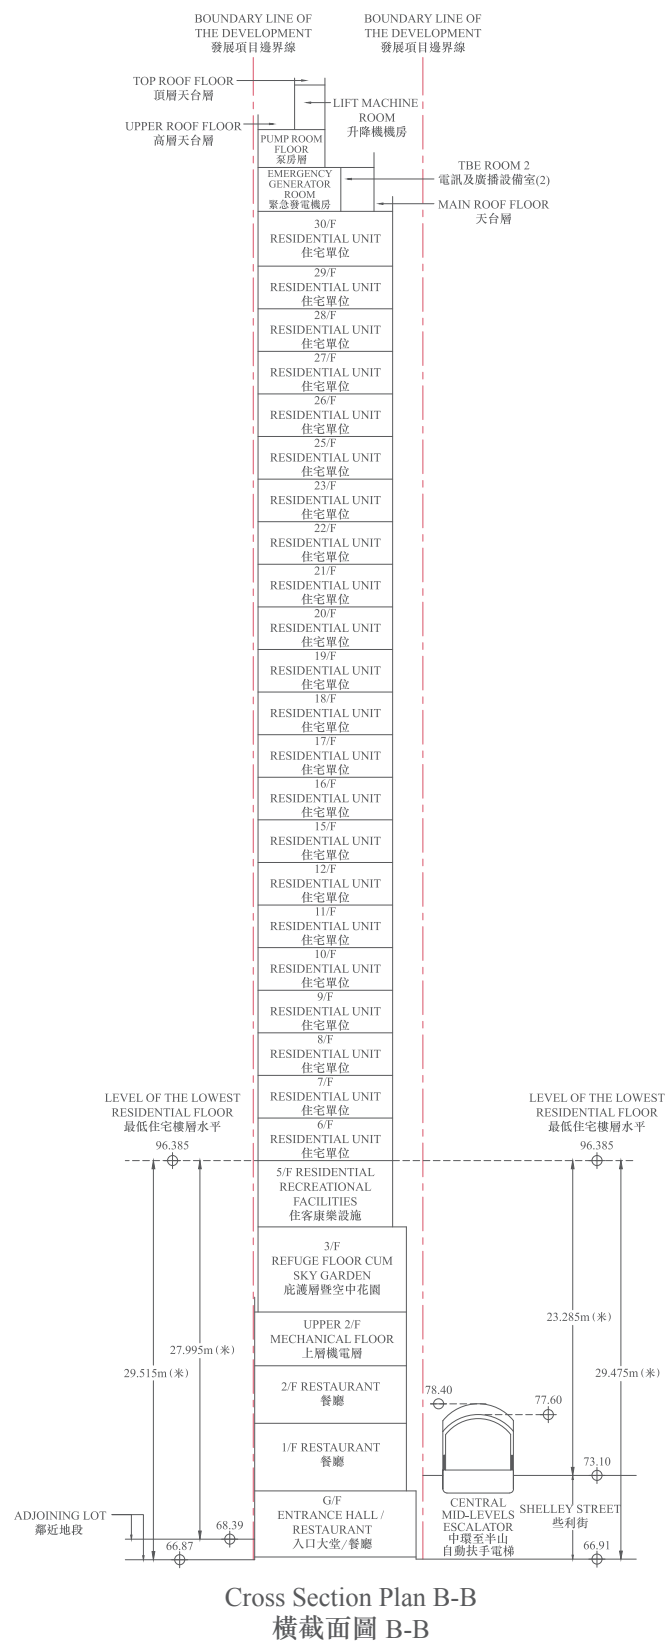 BOUNDARY LINE OF
THE DEVELOPMENT
發展項目邊界線
BOUNDARY LINE OF
THE DEVELOPMENT
發展項目邊界線
TOP ROOF FLOOR
頂層天台層
LIFT MACHINE
ROOM
升降機機房
UPPER ROOF FLOOR
高層天台層
PUMP ROOM
FLOOR
泵房層
TBE ROOM 2
電訊及廣播設備室(2)
EMERGENCY
GENERATOR
ROOM
緊急發電機房
MAIN ROOF FLOOR
天台層
30/F
RESIDENTIAL UNIT
住宅單位
29/F
RESIDENTIAL UNIT
住宅單位
28/F
RESIDENTIAL UNIT
住宅單位
27/F
RESIDENTIAL UNIT
住宅單位
26/F
RESIDENTIAL UNIT
住宅單位
25/F
RESIDENTIAL UNIT
住宅單位
23/F
RESIDENTIAL UNIT
住宅單位
22/F
RESIDENTIAL UNIT
住宅單位
21/F
RESIDENTIAL UNIT
住宅單位
20/F
RESIDENTIAL UNIT
住宅單位
19/F
RESIDENTIAL UNIT
住宅單位
18/F
RESIDENTIAL UNIT
住宅單位
17/F
RESIDENTIAL UNIT
住宅單位
16/F
RESIDENTIAL UNIT
住宅單位
15/F
RESIDENTIAL UNIT
住宅單位
12/F
RESIDENTIAL UNIT
住宅單位
11/F
RESIDENTIAL UNIT
住宅單位
10/F
RESIDENTIAL UNIT
住宅單位
9/F
RESIDENTIAL UNIT
住宅單位
8/F
RESIDENTIAL UNIT
住宅單位
7/F
RESIDENTIAL UNIT
住宅單位
6/F
RESIDENTIAL UNIT
住宅單位
LEVEL OF THE LOWEST
RESIDENTIAL FLOOR
最低住宅樓層水平
96.385
LEVEL OF THE LOWEST
RESIDENTIAL FLOOR
最低住宅樓層水平
96.385
5/F RESIDENTIAL
RECREATIONAL
FACILITIES
住客康樂設施
3/F
REFUGE FLOOR CUM
SKY GARDEN
庇護層暨空中花園
23.285m (米)
UPPER 2/F
MECHANICAL FLOOR
上層機電層
27.995m (米)
29.515m (米)
29.475m (米)
2/F RESTAURANT
餐廳
78.40
77.60
1/F RESTAURANT
餐廳
73.10
G/F
ENTRANCE HALL /
RESTAURANT
入口大堂/餐廳
CENTRAL
MID-LEVELS
ESCALATOR
中環至半山
自動扶手電梯
SHELLEY STREET
些利街
ADJOINING LOT
鄰近地段
68.39
66.87
66.91
Cross Section Plan B-B
橫截面圖 B-B